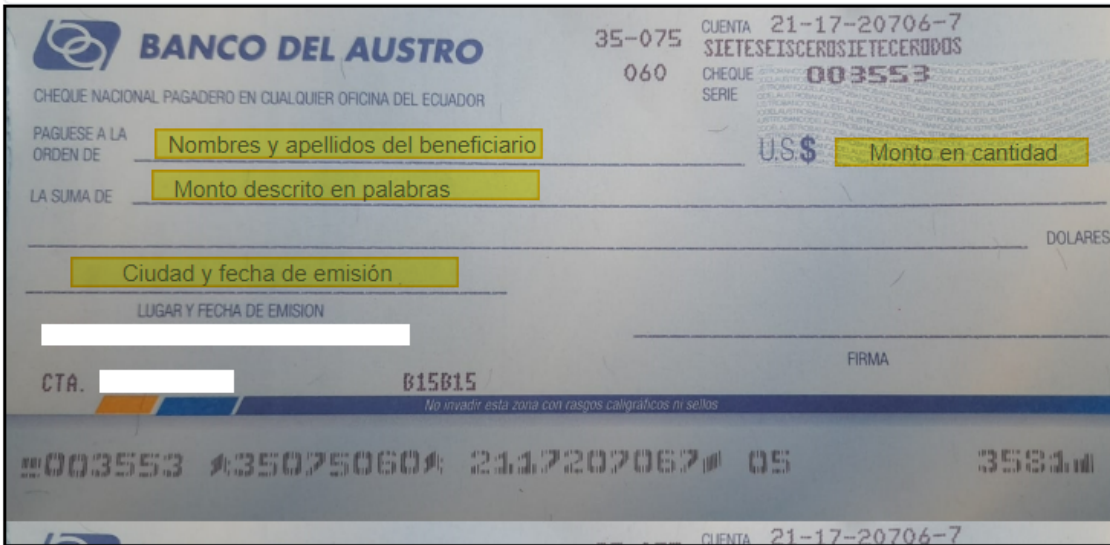 BANCO DEL AUSTRO
35-075
CUENTA 21-17-20706-7
SIETESEISCEROSIETECERODOS
060
CHEQUE 003553
SERIE
CHEQUE NACIONAL PAGADERO EN CUALQUIER OFICINA DEL ECUADOR
PAGUESE A LA
ORDEN DE Nombres y apellidos del beneficiario U.S.$ Monto en cantidad
LA SUMA DE Monto descrito en palabras
DOLARES
Ciudad y fecha de emisión
LUGAR Y FECHA DE EMISION
FIRMA
CTA. B15B15
No invadir esta zona con rasgos caligráficos ni sellos
003553 350750600 2117207067 05 3581
CUENTA 21-17-20706-7